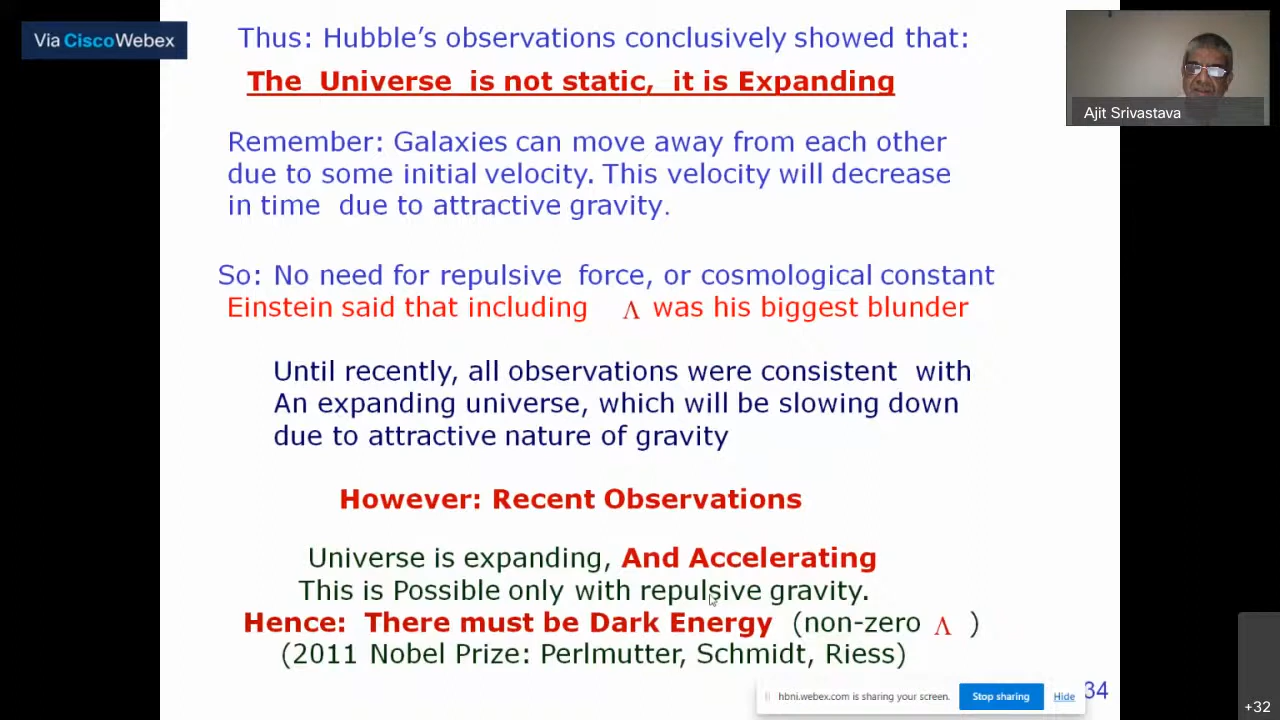 Via Cisco Webex
Thus: Hubble's observations conclusively showed that:
The Universe is not static, it is Expanding
Ajit Srivastava
Remember: Galaxies can move away from each other
due to some initial velocity. This velocity will decrease
in time due to attractive gravity.
So: No need for repulsive force, or cosmological constant
Einstein said that including Λ was his biggest blunder
Until recently, all observations were consistent with
An expanding universe, which will be slowing down
due to attractive nature of gravity
However: Recent Observations
Universe is expanding, And Accelerating
This is Possible only with repulsive gravity.
Hence: There must be Dark Energy (non-zero Λ )
(2011 Nobel Prize: Perlmutter, Schmidt, Riess)
hbni.webex.com is sharing your screen. Stop sharing Hide
34
+32